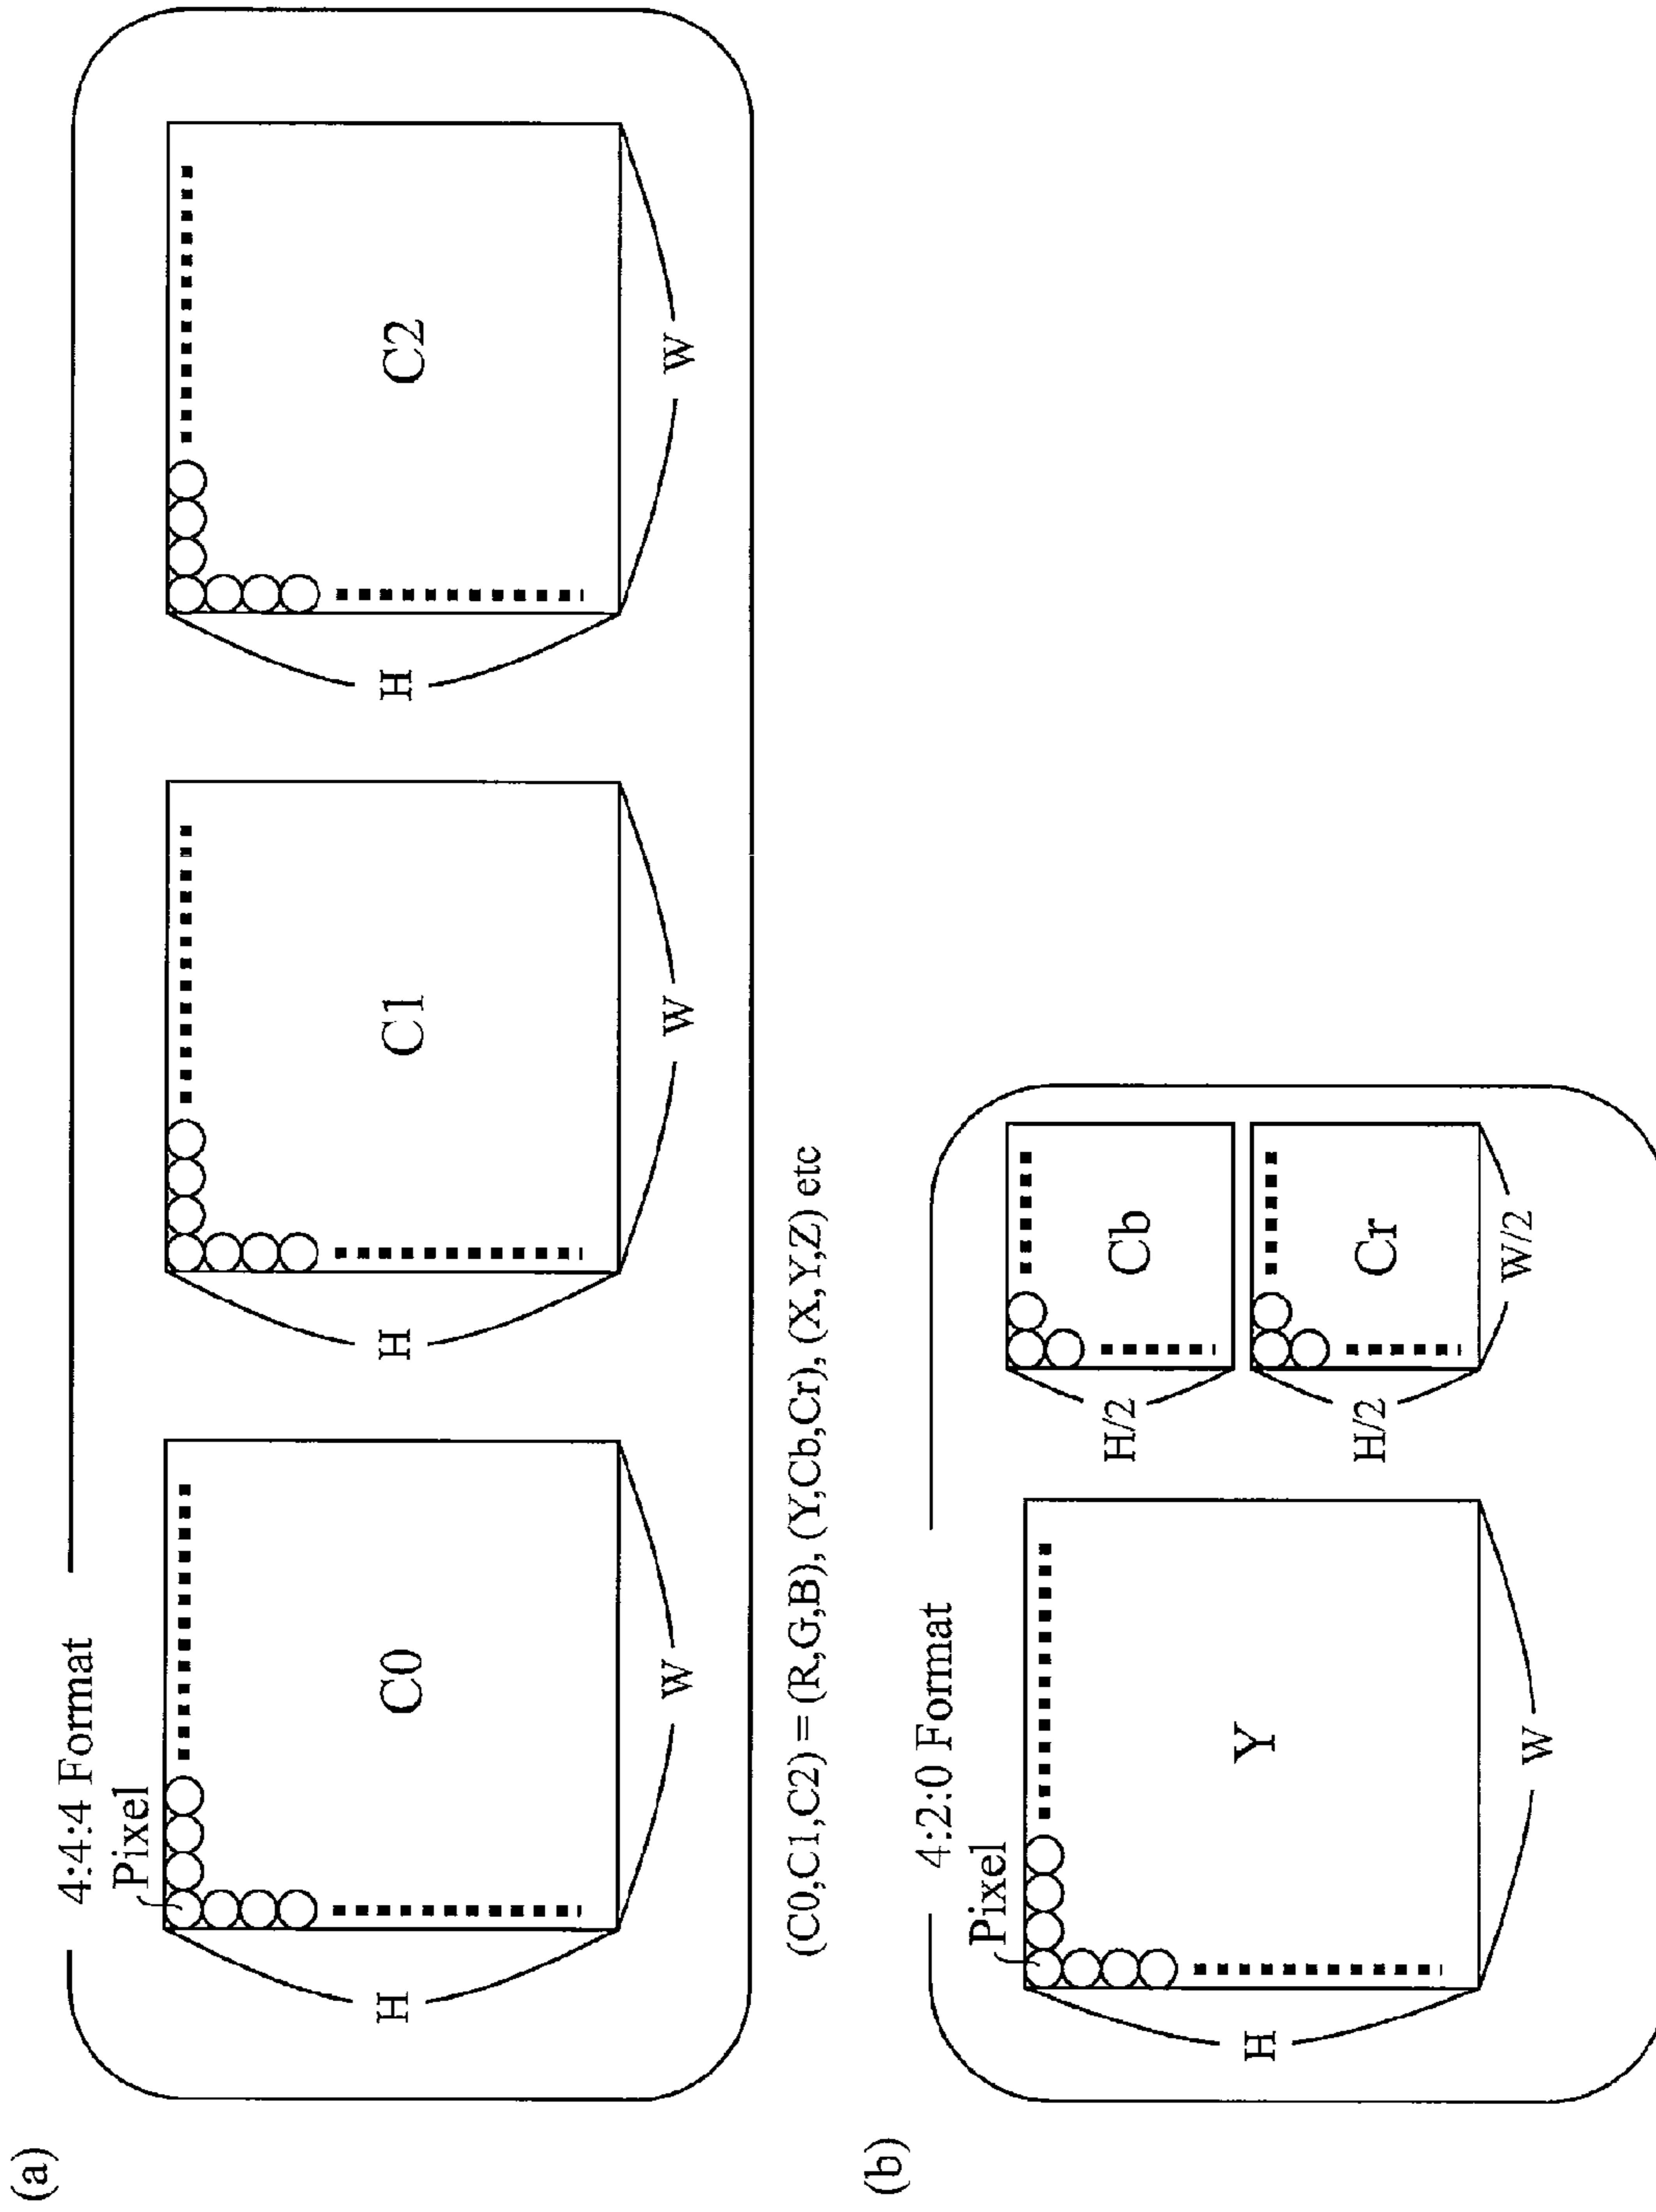 (a)
4:4:4 Format
Pixel
H
C0
W
H
C1
W
H
C2
W
(C0,C1,C2) = (R,G,B), (Y,Cb,Cr), (X,Y,Z) etc
(b)
4:2:0 Format
Pixel
H
Y
W
H/2
Cb
H/2
Cr
W/2